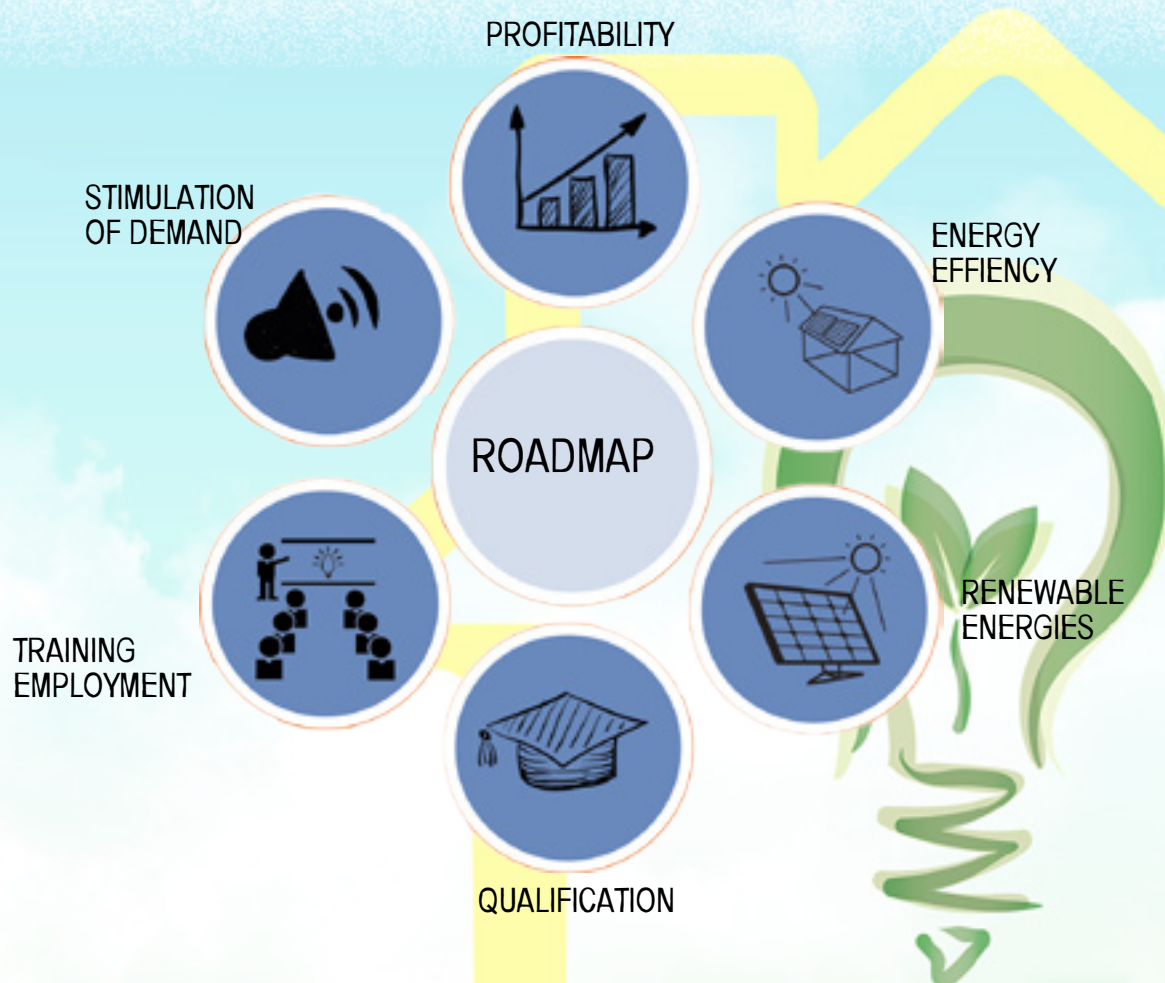 PROFITABILITY
STIMULATION
OF DEMAND
ENERGY
EFFIENCY
ROADMAP
RENEWABLE
ENERGIES
TRAINING
EMPLOYMENT
QUALIFICATION